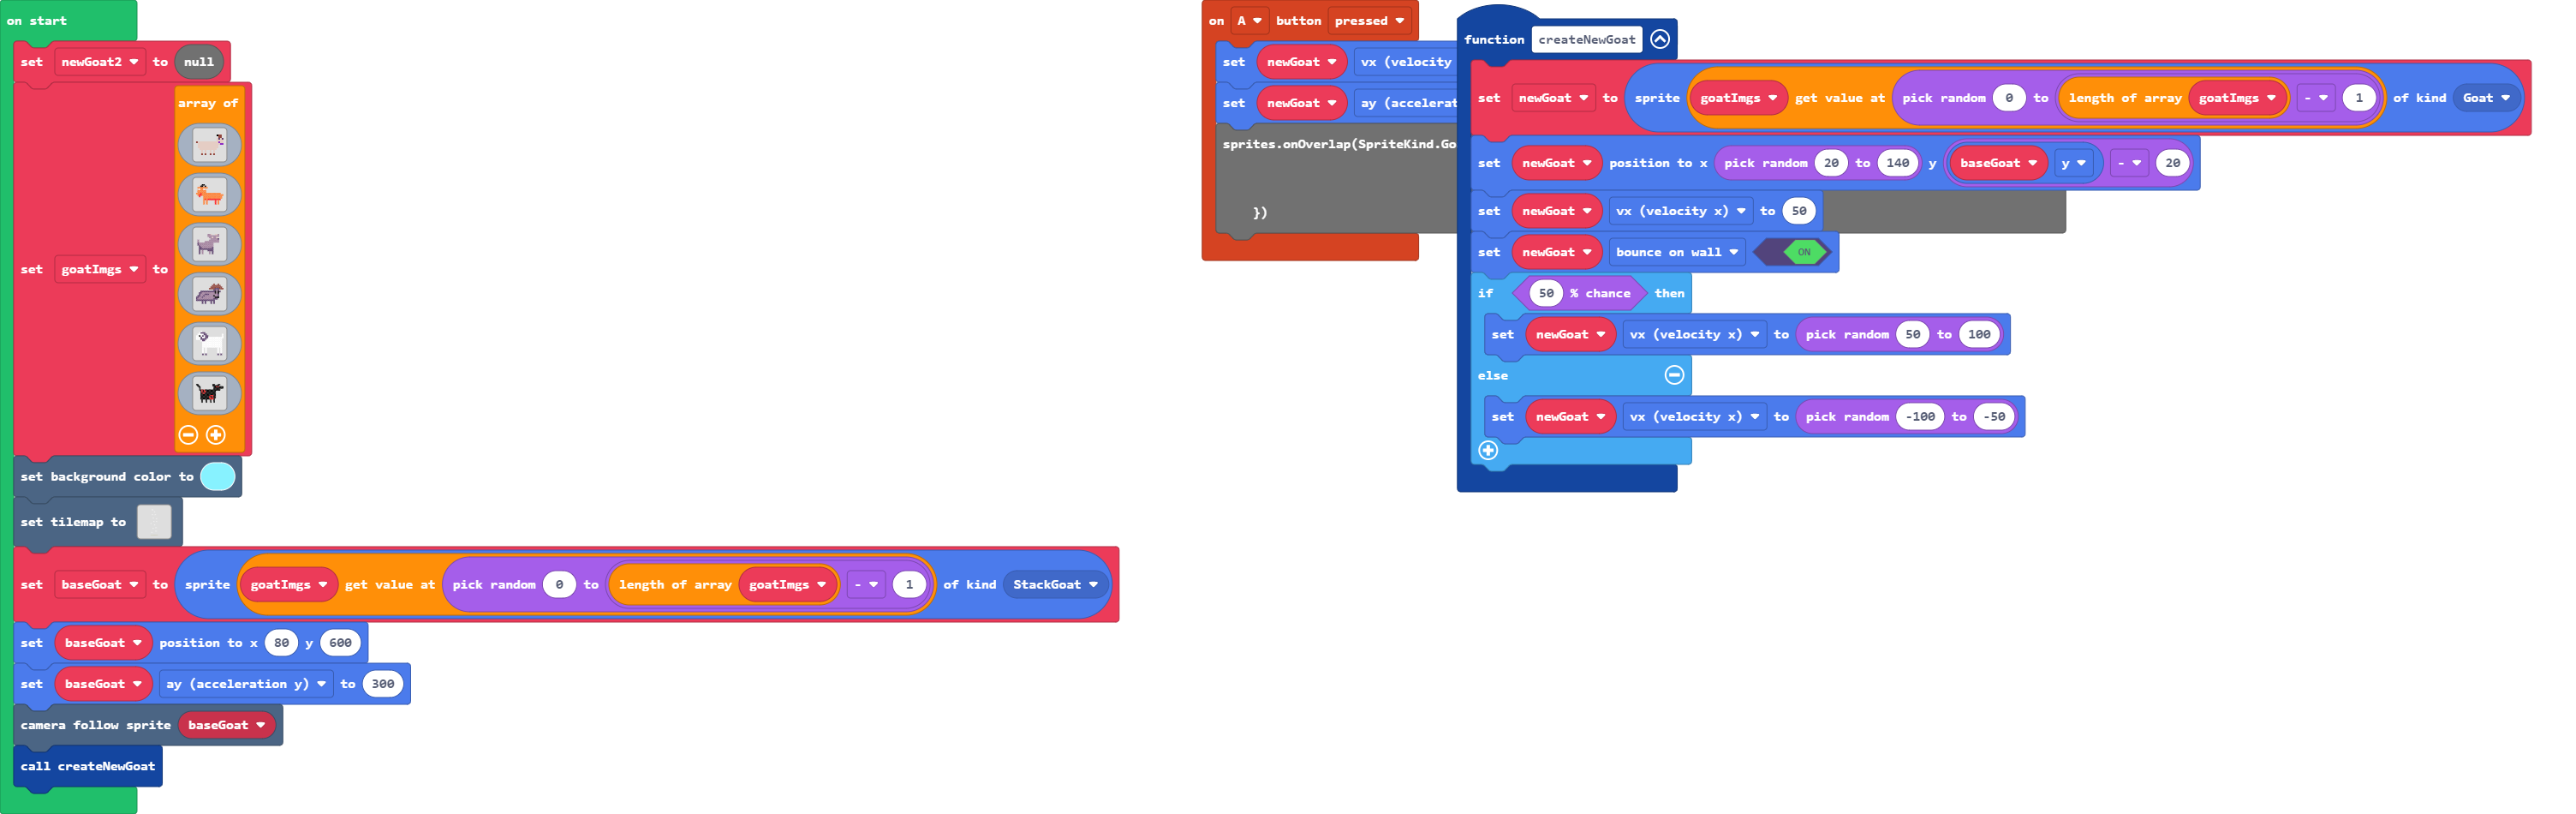 on start
set newGoat2 to null
set goatImgs to array of
set background color to
set tilemap to
set baseGoat to sprite goatImgs get value at pick random 0 to length of array goatImgs - 1 of kind StackGoat
set baseGoat position to x 80 y 600
set baseGoat ay (acceleration y) to 300
camera follow sprite baseGoat
call createNewGoat
on A button pressed
set newGoat vx (velocity
set newGoat ay (accelerat
sprites.onOverlap(SpriteKind.Go
})
function createNewGoat
set newGoat to sprite goatImgs get value at pick random 0 to length of array goatImgs - 1 of kind Goat
set newGoat position to x pick random 20 to 140 y baseGoat y - 20
set newGoat vx (velocity x) to 50
set newGoat bounce on wall ON
if 50 % chance then
set newGoat vx (velocity x) to pick random 50 to 100
else
set newGoat vx (velocity x) to pick random -100 to -50